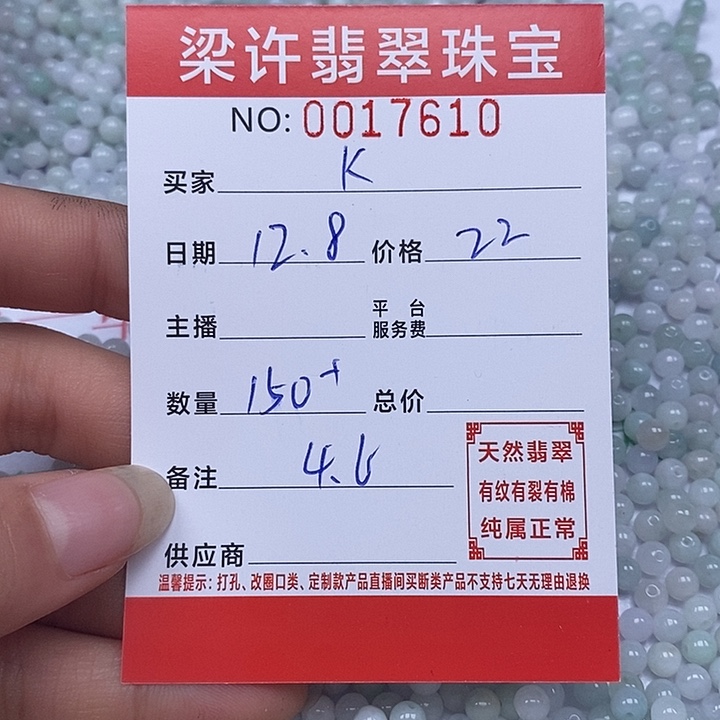 梁许翡翠珠宝
NO: 0017610
买家 K
日期 12.8 价格 22
主播 平台服务费
数量 150+ 总价
备注 4.6
天然翡翠
有纹有裂有棉
纯属正常
供应商
温馨提示：打孔、改圈口类、定制款产品直播间买断类产品不支持七天无理由退换